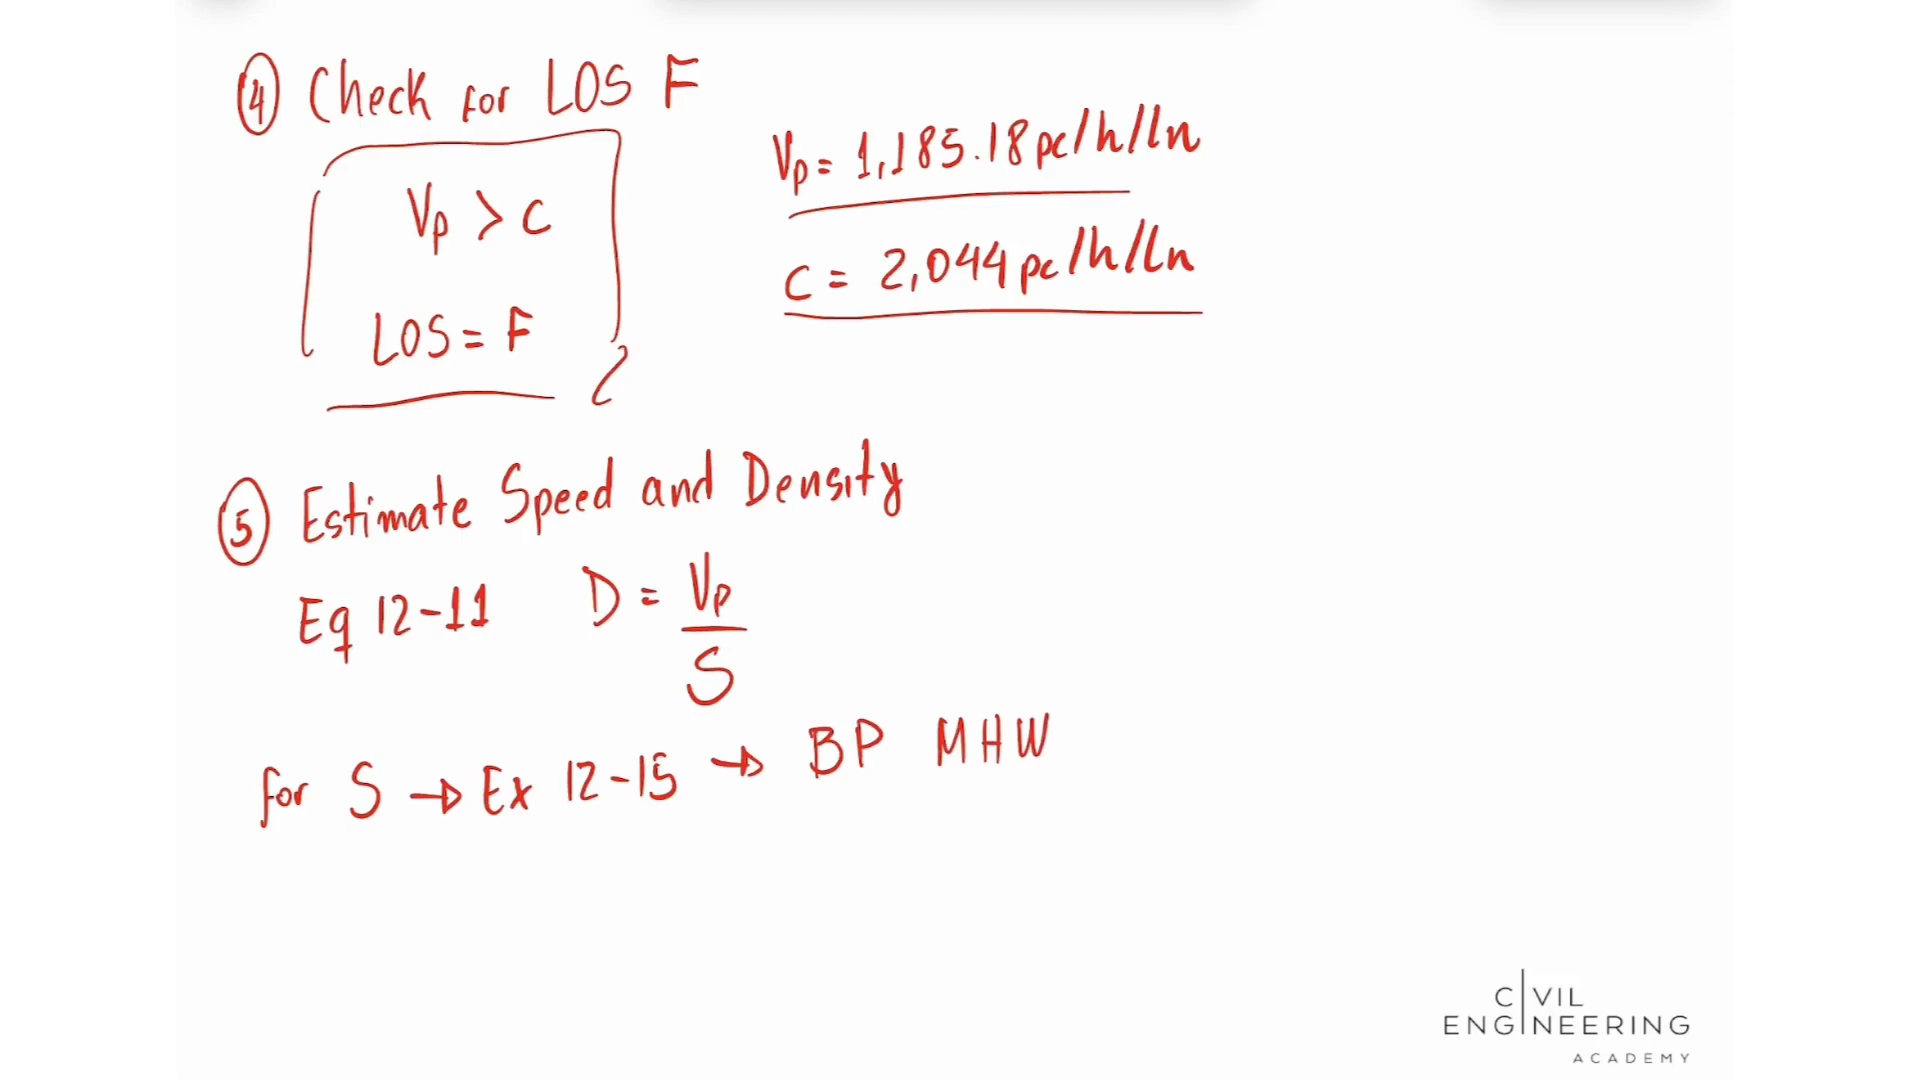 ④ Check for LOS F
Vp > C
LOS = F
Vp = 1,185.18 pc/h/ln
C = 2,044 pc/h/ln
⑤ Estimate Speed and Density
Eq 12-11 D = Vp / S
for S → Ex 12-15 → BP MHW
CIVIL
ENGINEERING
ACADEMY